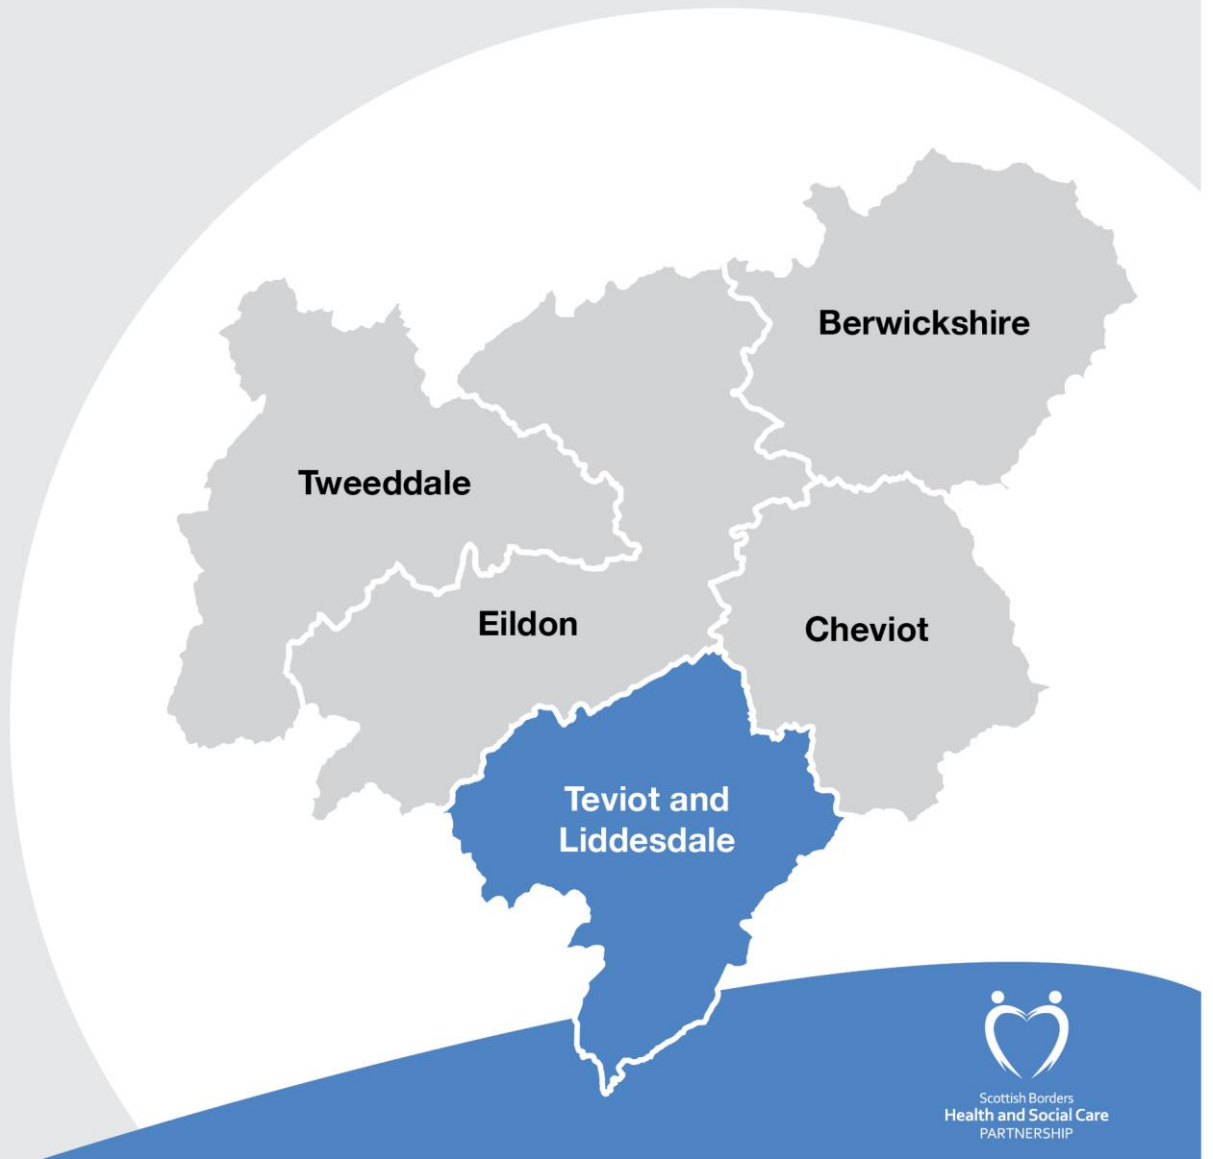 Berwickshire
Tweeddale
Eildon
Cheviot
Teviot and
Liddesdale
Scottish Borders
Health and Social Care
PARTNERSHIP